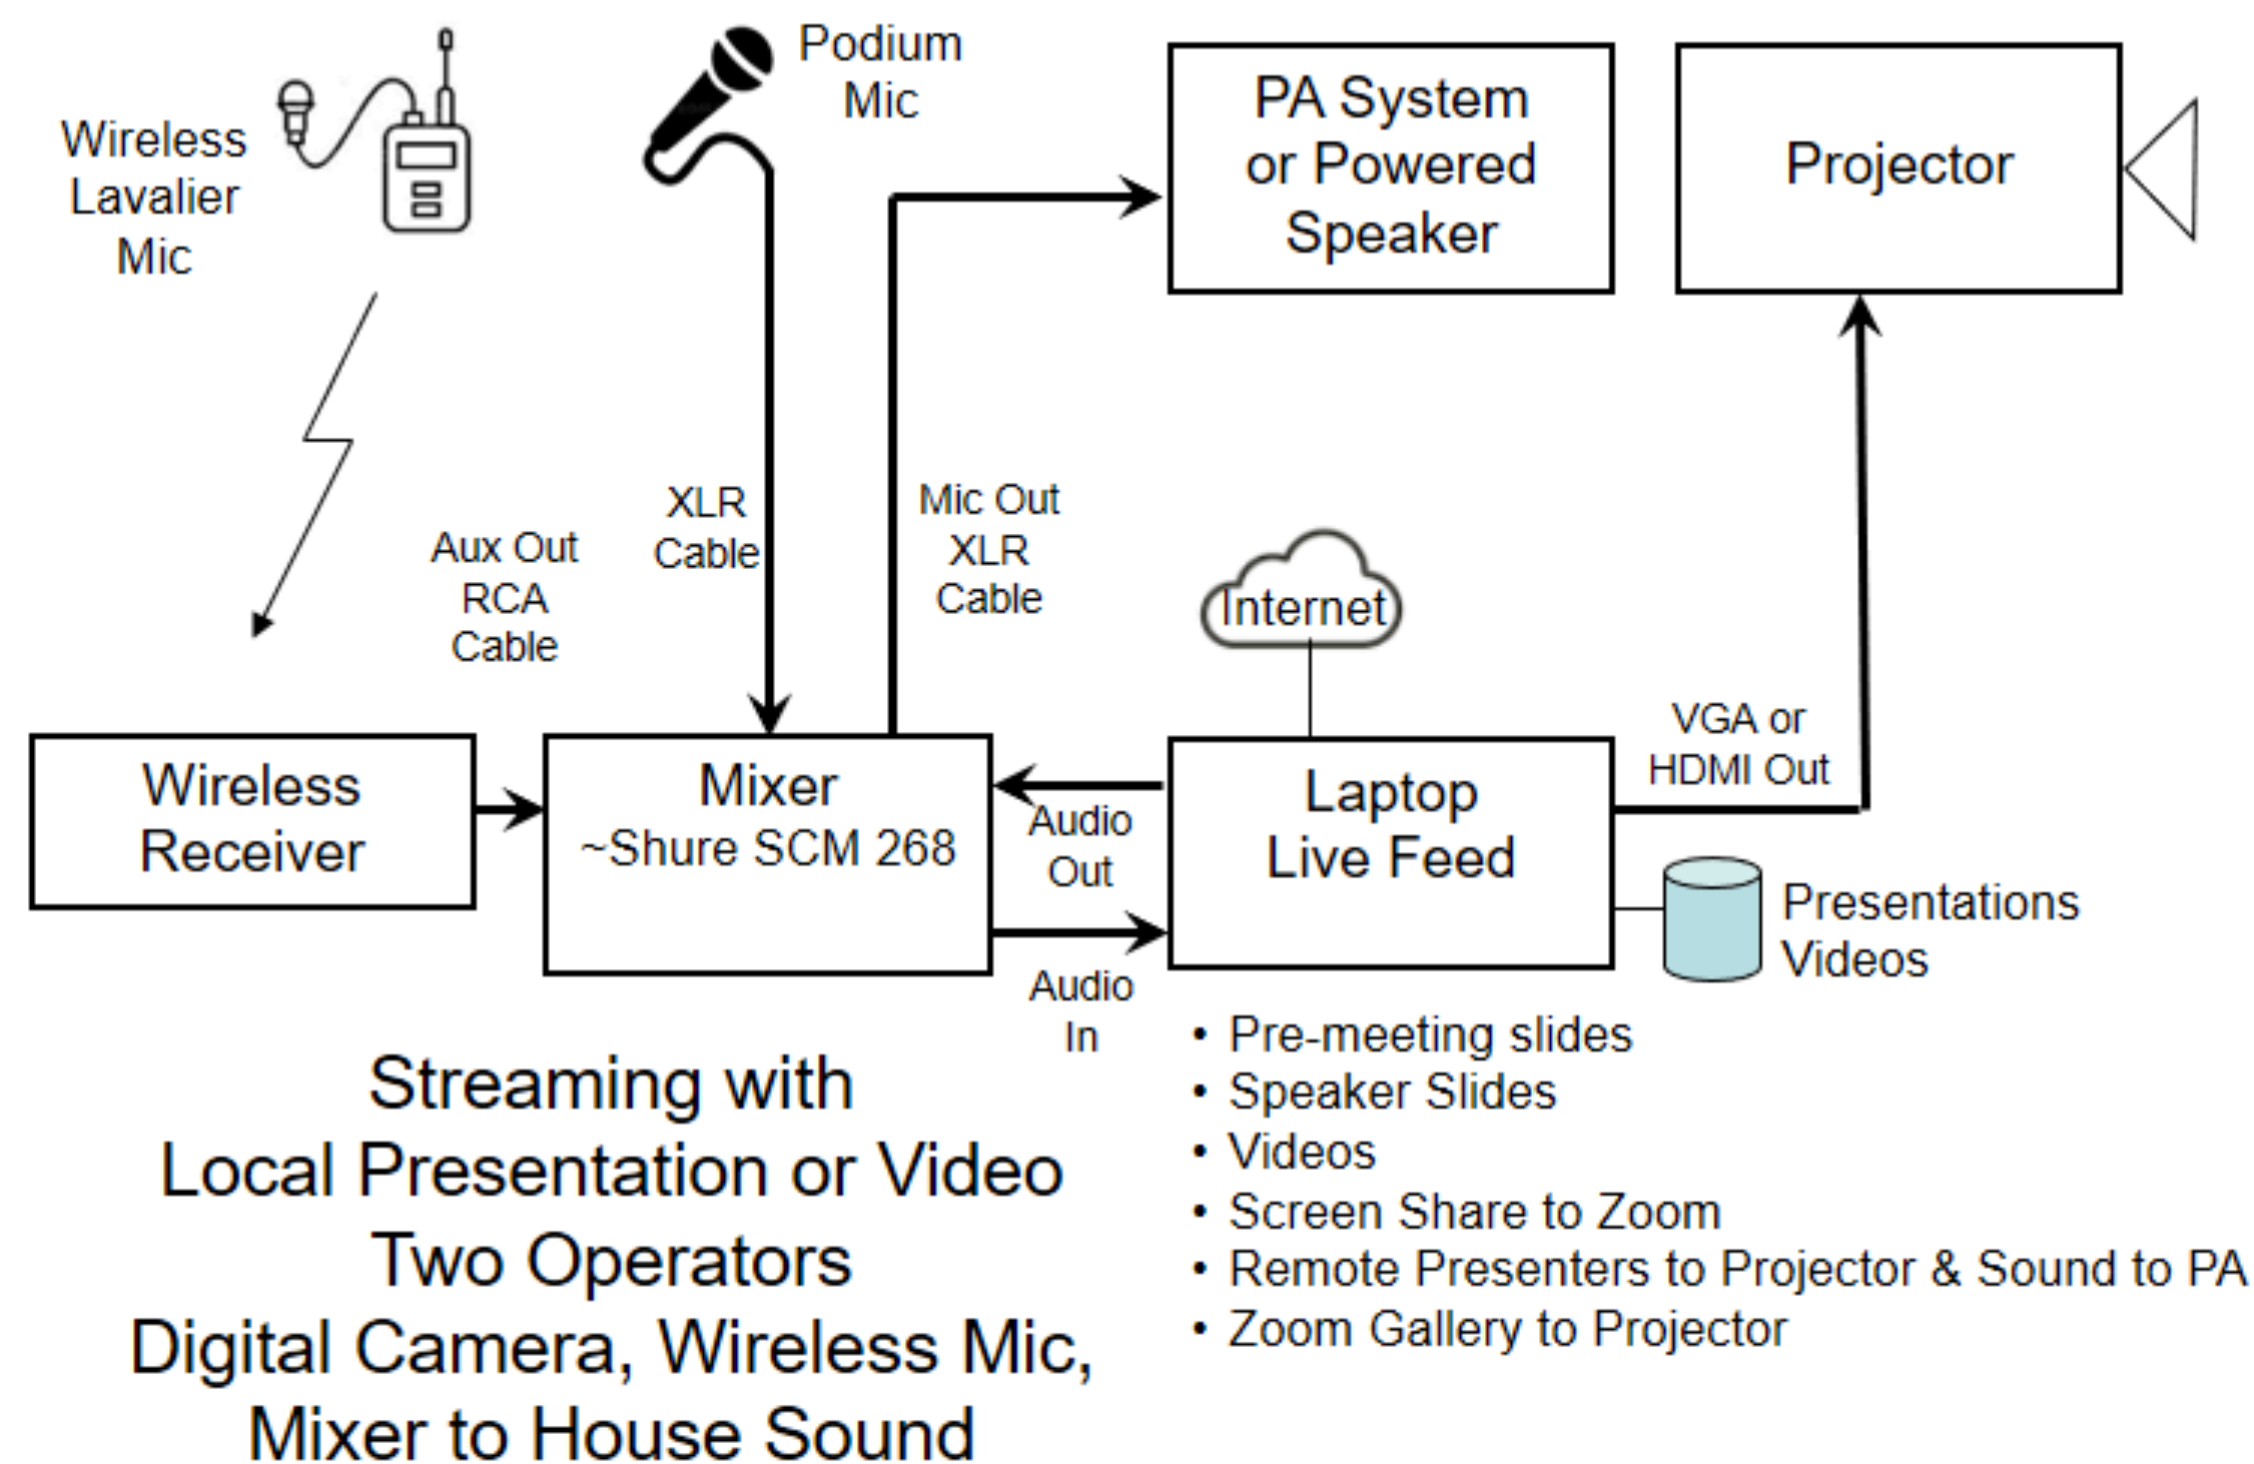 Wireless
Lavalier
Mic
Podium
Mic
PA System
or Powered
Speaker
Projector
Aux Out
RCA
Cable
XLR
Cable
Mic Out
XLR
Cable
Internet
VGA or
HDMI Out
Wireless
Receiver
Mixer
~Shure SCM 268
Audio
Out
Audio
In
Laptop
Live Feed
Presentations
Videos
Streaming with
Local Presentation or Video
Two Operators
Digital Camera, Wireless Mic,
Mixer to House Sound
• Pre-meeting slides
• Speaker Slides
• Videos
• Screen Share to Zoom
• Remote Presenters to Projector & Sound to PA
• Zoom Gallery to Projector